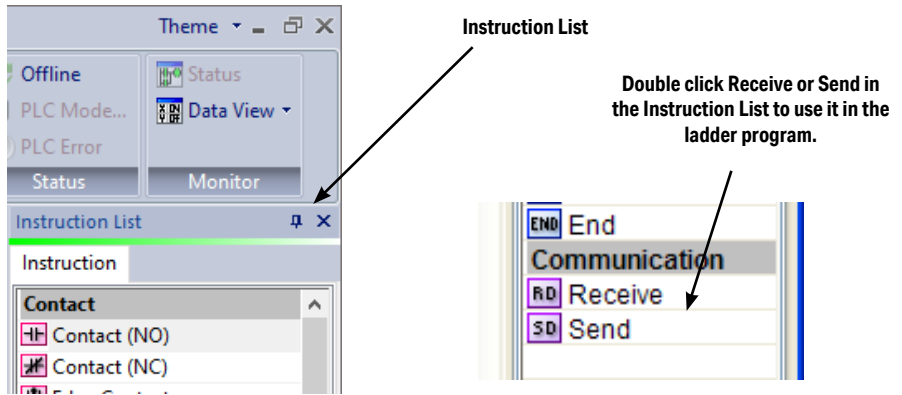 Theme
Instruction List
Offline
Status
PLC Mode...
Data View
PLC Error
Status
Monitor
Instruction List
Instruction
Contact
Contact (NO)
Contact (NC)
Double click Receive or Send in
the Instruction List to use it in the
ladder program.
END End
Communication
RD Receive
SD Send